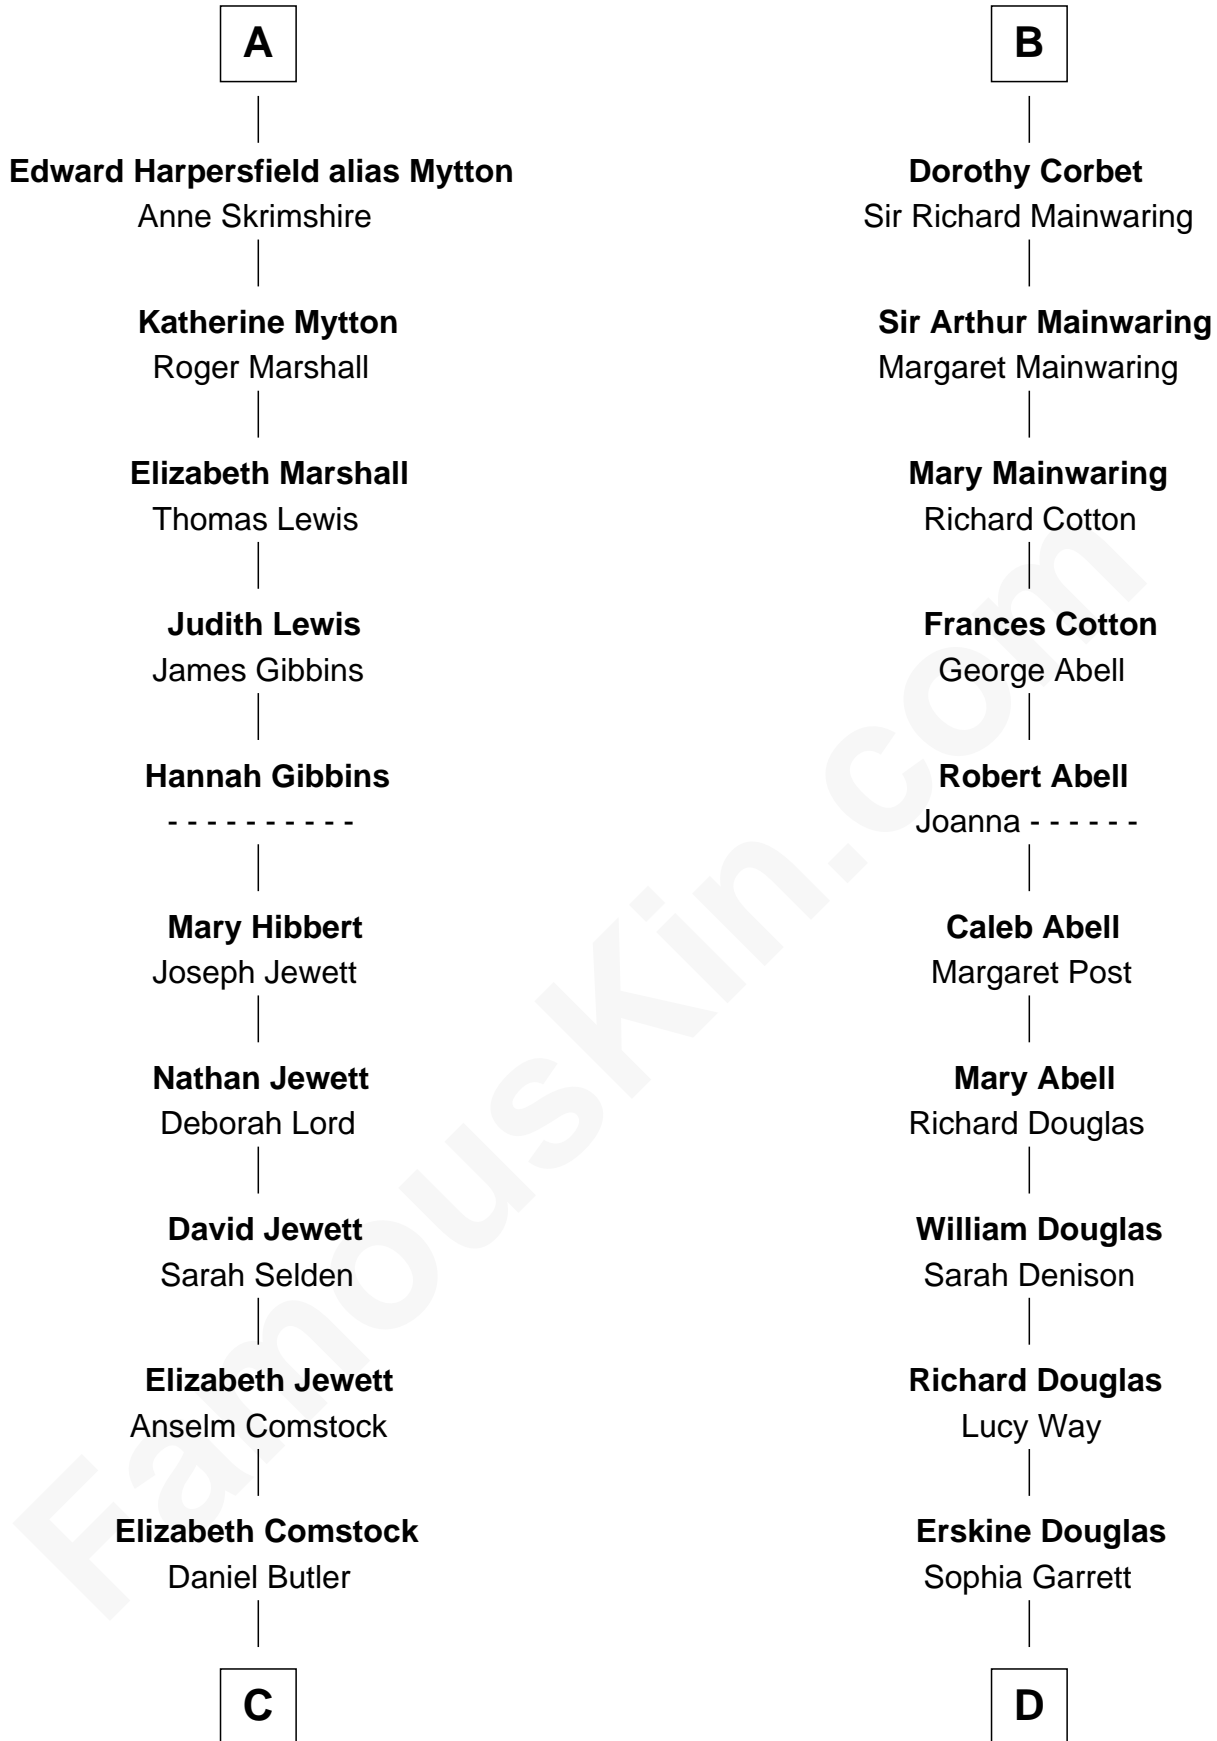 A
Edward Harpersfield alias Mytton
Anne Skrimshire
Katherine Mytton
Roger Marshall
Elizabeth Marshall
Thomas Lewis
Judith Lewis
James Gibbins
Hannah Gibbins
- - - - - - - - - -
Mary Hibbert
Joseph Jewett
Nathan Jewett
Deborah Lord
David Jewett
Sarah Selden
Elizabeth Jewett
Anselm Comstock
Elizabeth Comstock
Daniel Butler
C
B
Dorothy Corbet
Sir Richard Mainwaring
Sir Arthur Mainwaring
Margaret Mainwaring
Mary Mainwaring
Richard Cotton
Frances Cotton
George Abell
Robert Abell
Joanna - - - - - -
Caleb Abell
Margaret Post
Mary Abell
Richard Douglas
William Douglas
Sarah Denison
Richard Douglas
Lucy Way
Erskine Douglas
Sophia Garrett
D
FamousKin.com